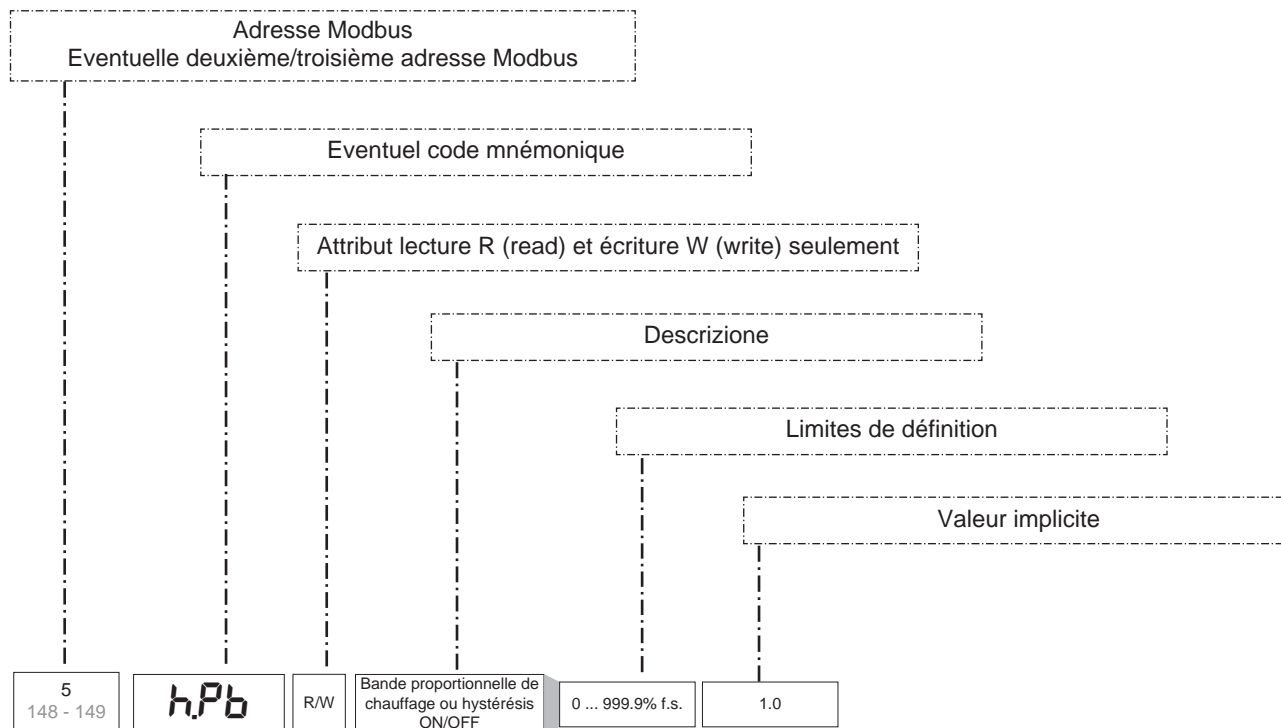 Adresse Modbus
Eventuelle deuxième/troisième adresse Modbus
Eventuel code mnémonique
Attribut lecture R (read) et écriture W (write) seulement
Descrizione
Limites de définition
Valeur implicite
5
148 - 149
h.Pb
R/W
Bande proportionnelle de
chauffage ou hystérésis
ON/OFF
0 ... 999.9% f.s.
1.0